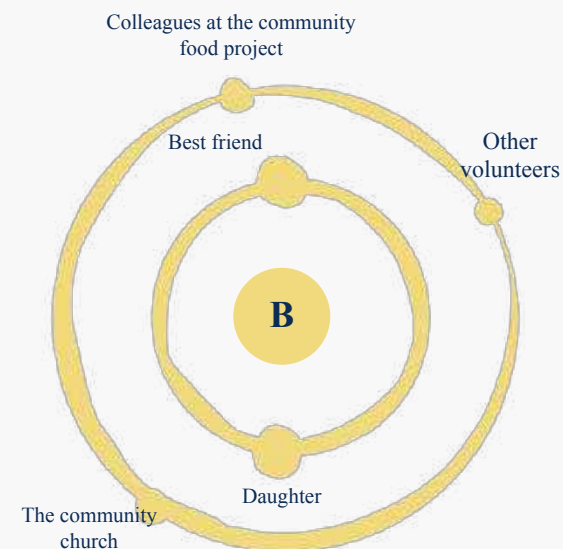 Colleagues at the community
food project
Best friend
Other
volunteers
B
Daughter
The community
church